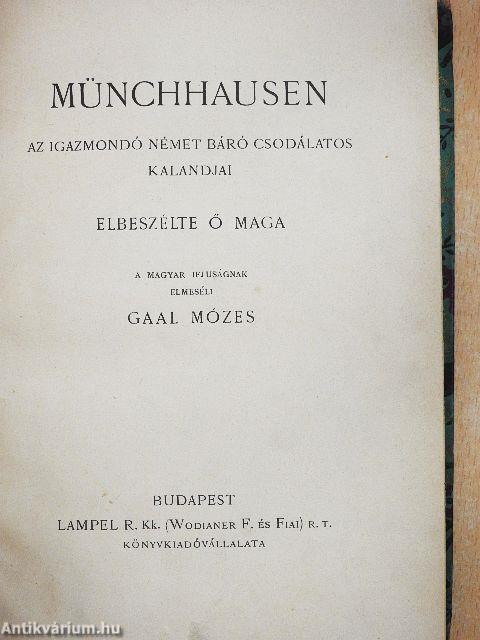 MÜNCHHAUSEN
AZ IGAZMONDÓ NÉMET BÁRÓ CSODÁLATOS
KALANDJAI
ELBESZÉLTE Ő MAGA
A MAGYAR IFJUSÁGNAK
ELMESÉLI
GAAL MÓZES
BUDAPEST
LAMPEL R. Kk. (WODIANER F. ÉS FIAI) R. T.
KÖNYVKIADÓVÁLLALATA
Antikvárium.hu